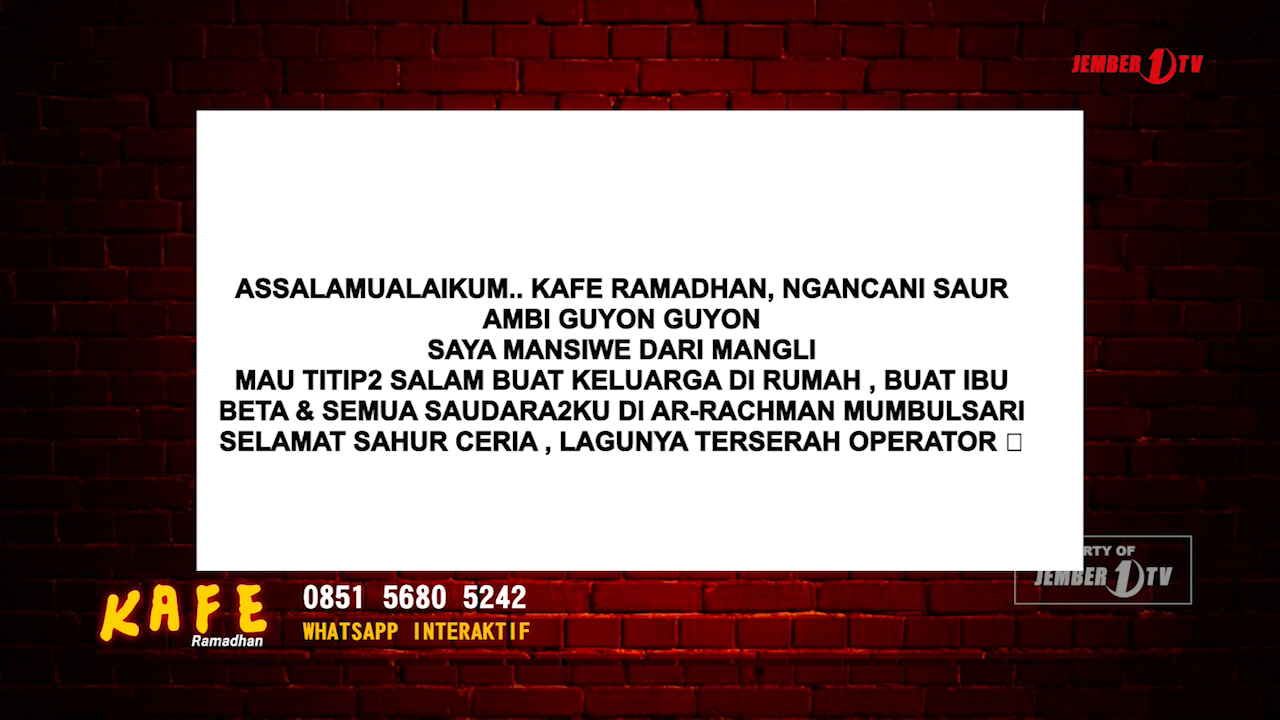 JEMBER 1 TV
ASSALAMUALAIKUM.. KAFE RAMADHAN, NGANCANI SAUR
AMBI GUYON GUYON
SAYA MANSIWE DARI MANGLI
MAU TITIP2 SALAM BUAT KELUARGA DI RUMAH , BUAT IBU
BETA & SEMUA SAUDARA2KU DI AR-RACHMAN MUMBULSARI
SELAMAT SAHUR CERIA , LAGUNYA TERSERAH OPERATOR
RTY OF
JEMBER 1 TV
KAFE
Ramadhan
0851 5680 5242
WHATSAPP INTERAKTIF